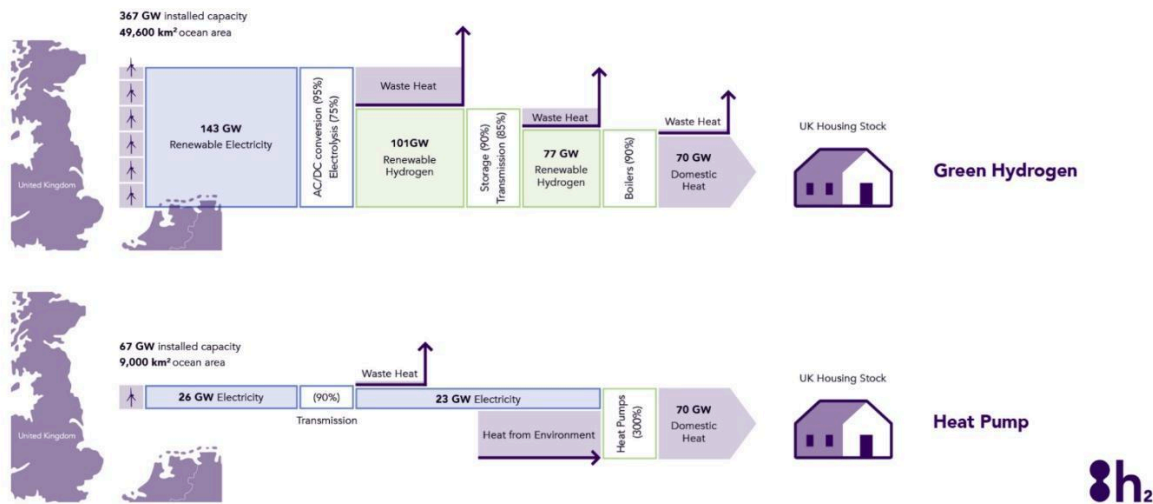 367 GW installed capacity
49,600 km² ocean area
United Kingdom
143 GW
Renewable Electricity
AC/DC conversion (95%)
Electrolysis (75%)
Waste Heat
101GW
Renewable
Hydrogen
Storage (90%)
Transmission (85%)
Waste Heat
77 GW
Renewable
Hydrogen
Boilers (90%)
Waste Heat
70 GW
Domestic
Heat
UK Housing Stock
Green Hydrogen
67 GW installed capacity
9,000 km² ocean area
United Kingdom
26 GW Electricity
(90%)
Transmission
Waste Heat
23 GW Electricity
Heat from Environment
Heat Pumps
(300%)
70 GW
Domestic
Heat
UK Housing Stock
Heat Pump
h2